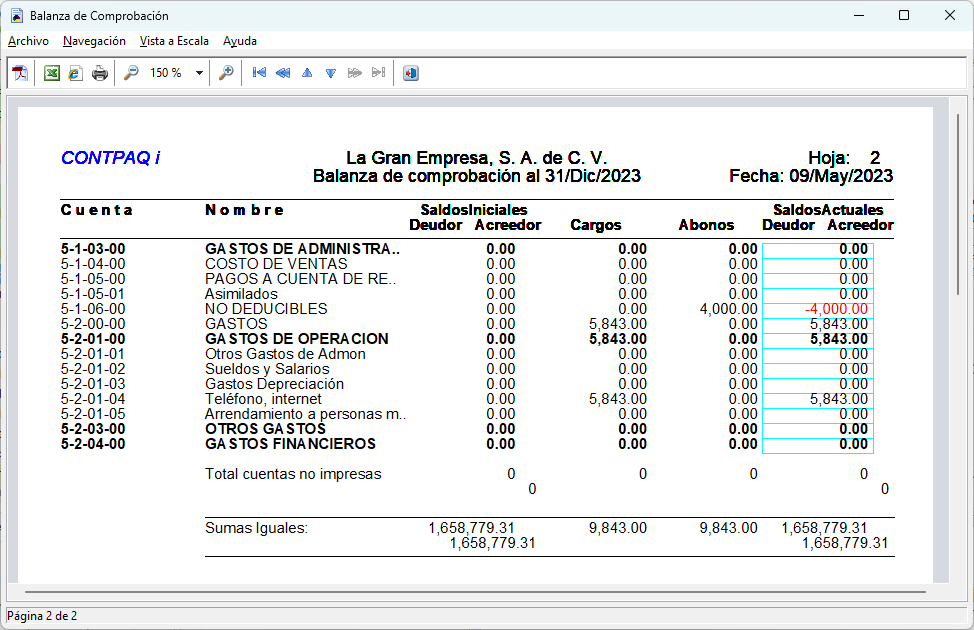 Balanza de Comprobación
Archivo Navegación Vista a Escala Ayuda
150 %
CONTPAQ i La Gran Empresa, S. A. de C. V. Hoja: 2
Balanza de comprobación al 31/Dic/2023 Fecha: 09/May/2023
Cuenta Nombre SaldosIniciales SaldosActuales
Deudor Acreedor Cargos Abonos Deudor Acreedor
5-1-03-00 GASTOS DE ADMINISTRA.. 0.00 0.00 0.00 0.00
5-1-04-00 COSTO DE VENTAS 0.00 0.00 0.00 0.00
5-1-05-00 PAGOS A CUENTA DE RE.. 0.00 0.00 0.00 0.00
5-1-05-01 Asimilados 0.00 0.00 0.00 0.00
5-1-06-00 NO DEDUCIBLES 0.00 0.00 4,000.00 -4,000.00
5-2-00-00 GASTOS 0.00 5,843.00 0.00 5,843.00
5-2-01-00 GASTOS DE OPERACION 0.00 5,843.00 0.00 5,843.00
5-2-01-01 Otros Gastos de Admon 0.00 0.00 0.00 0.00
5-2-01-02 Sueldos y Salarios 0.00 0.00 0.00 0.00
5-2-01-03 Gastos Depreciación 0.00 0.00 0.00 0.00
5-2-01-04 Teléfono, internet 0.00 5,843.00 0.00 5,843.00
5-2-01-05 Arrendamiento a personas m.. 0.00 0.00 0.00 0.00
5-2-03-00 OTROS GASTOS 0.00 0.00 0.00 0.00
5-2-04-00 GASTOS FINANCIEROS 0.00 0.00 0.00 0.00
Total cuentas no impresas 0 0 0 0
0 0
Sumas Iguales: 1,658,779.31 9,843.00 9,843.00 1,658,779.31
1,658,779.31 1,658,779.31
Página 2 de 2